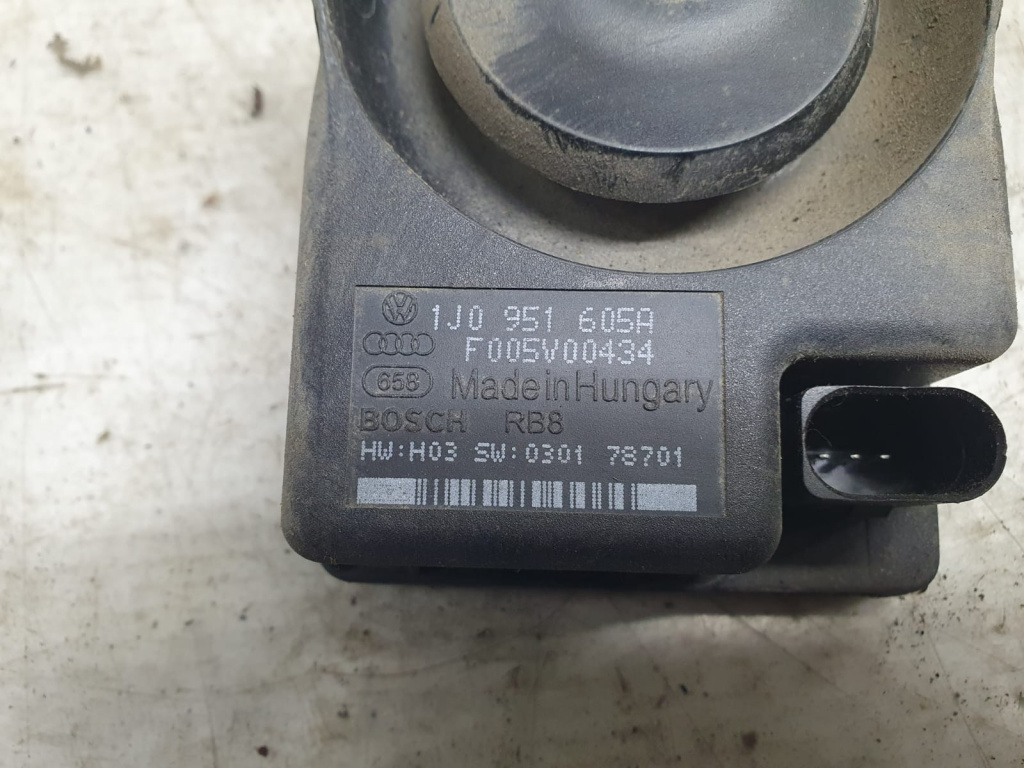 1J0 951 605A
F005V00434
658 Made in Hungary
BOSCH RB8
HW:H03 SW:0301 78701